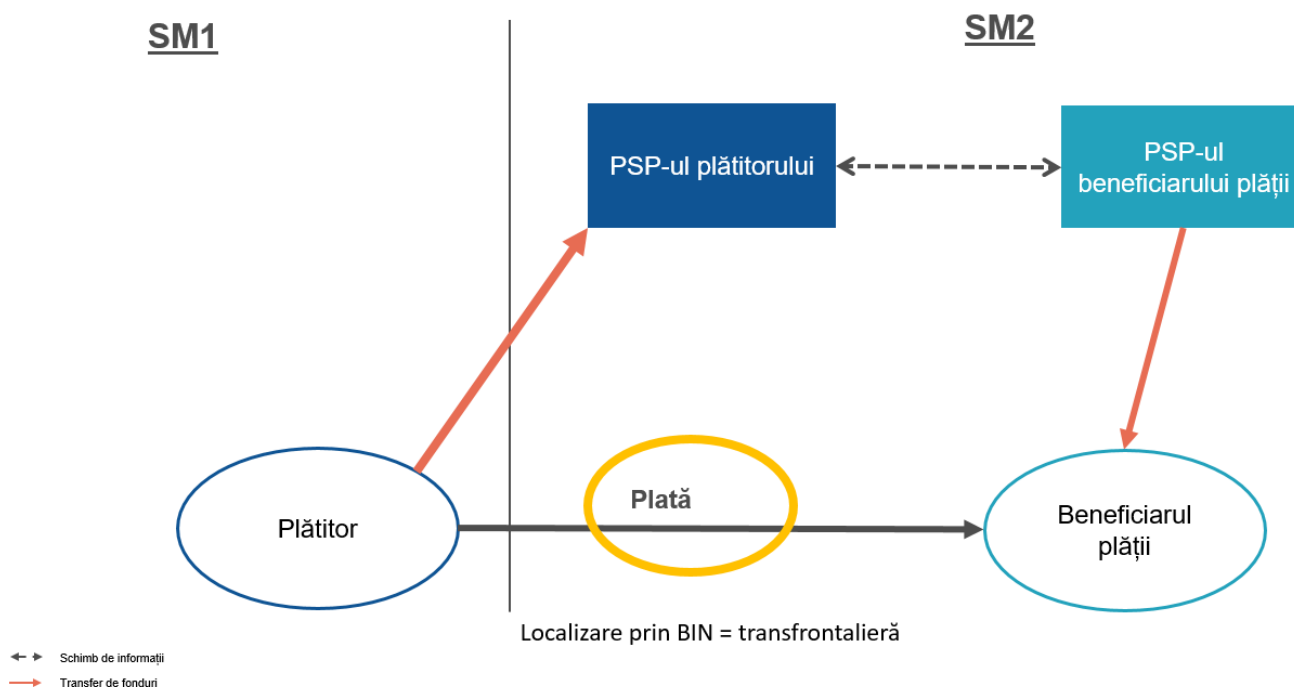 SM1
SM2
PSP-ul plătitorului
PSP-ul
beneficiarului plății
Plată
Plătitor
Beneficiarul
plății
Localizare prin BIN = transfrontalieră
Schimb de informații
Transfer de fonduri